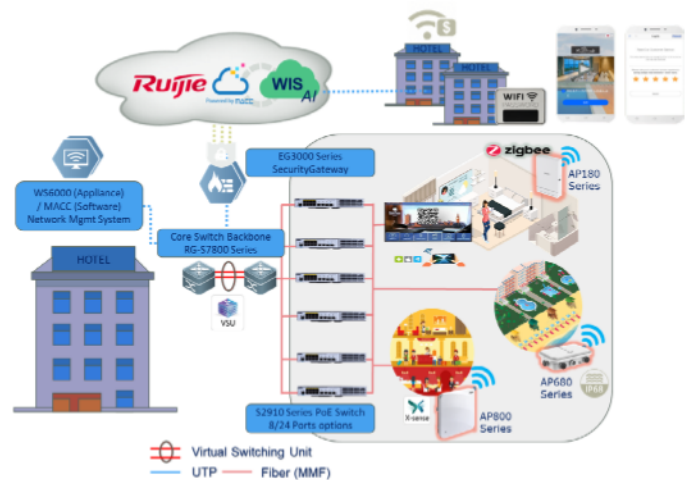 HOTEL
HOTEL
Ruijie
WIS
AI
Powered by
WiFi
EG3000 Series
SecurityGateway
zigbee
AP180
Series
WS6000 (Appliance)
/ MACC (Software)
Network Mgmt System
Core Switch Backbone
RG-S7800 Series
HOTEL
VSU
AP680
Series
IP68
X-sense
AP800
Series
S2910 Series PoE Switch
8/24 Ports options
Virtual Switching Unit
UTP
Fiber (MMF)